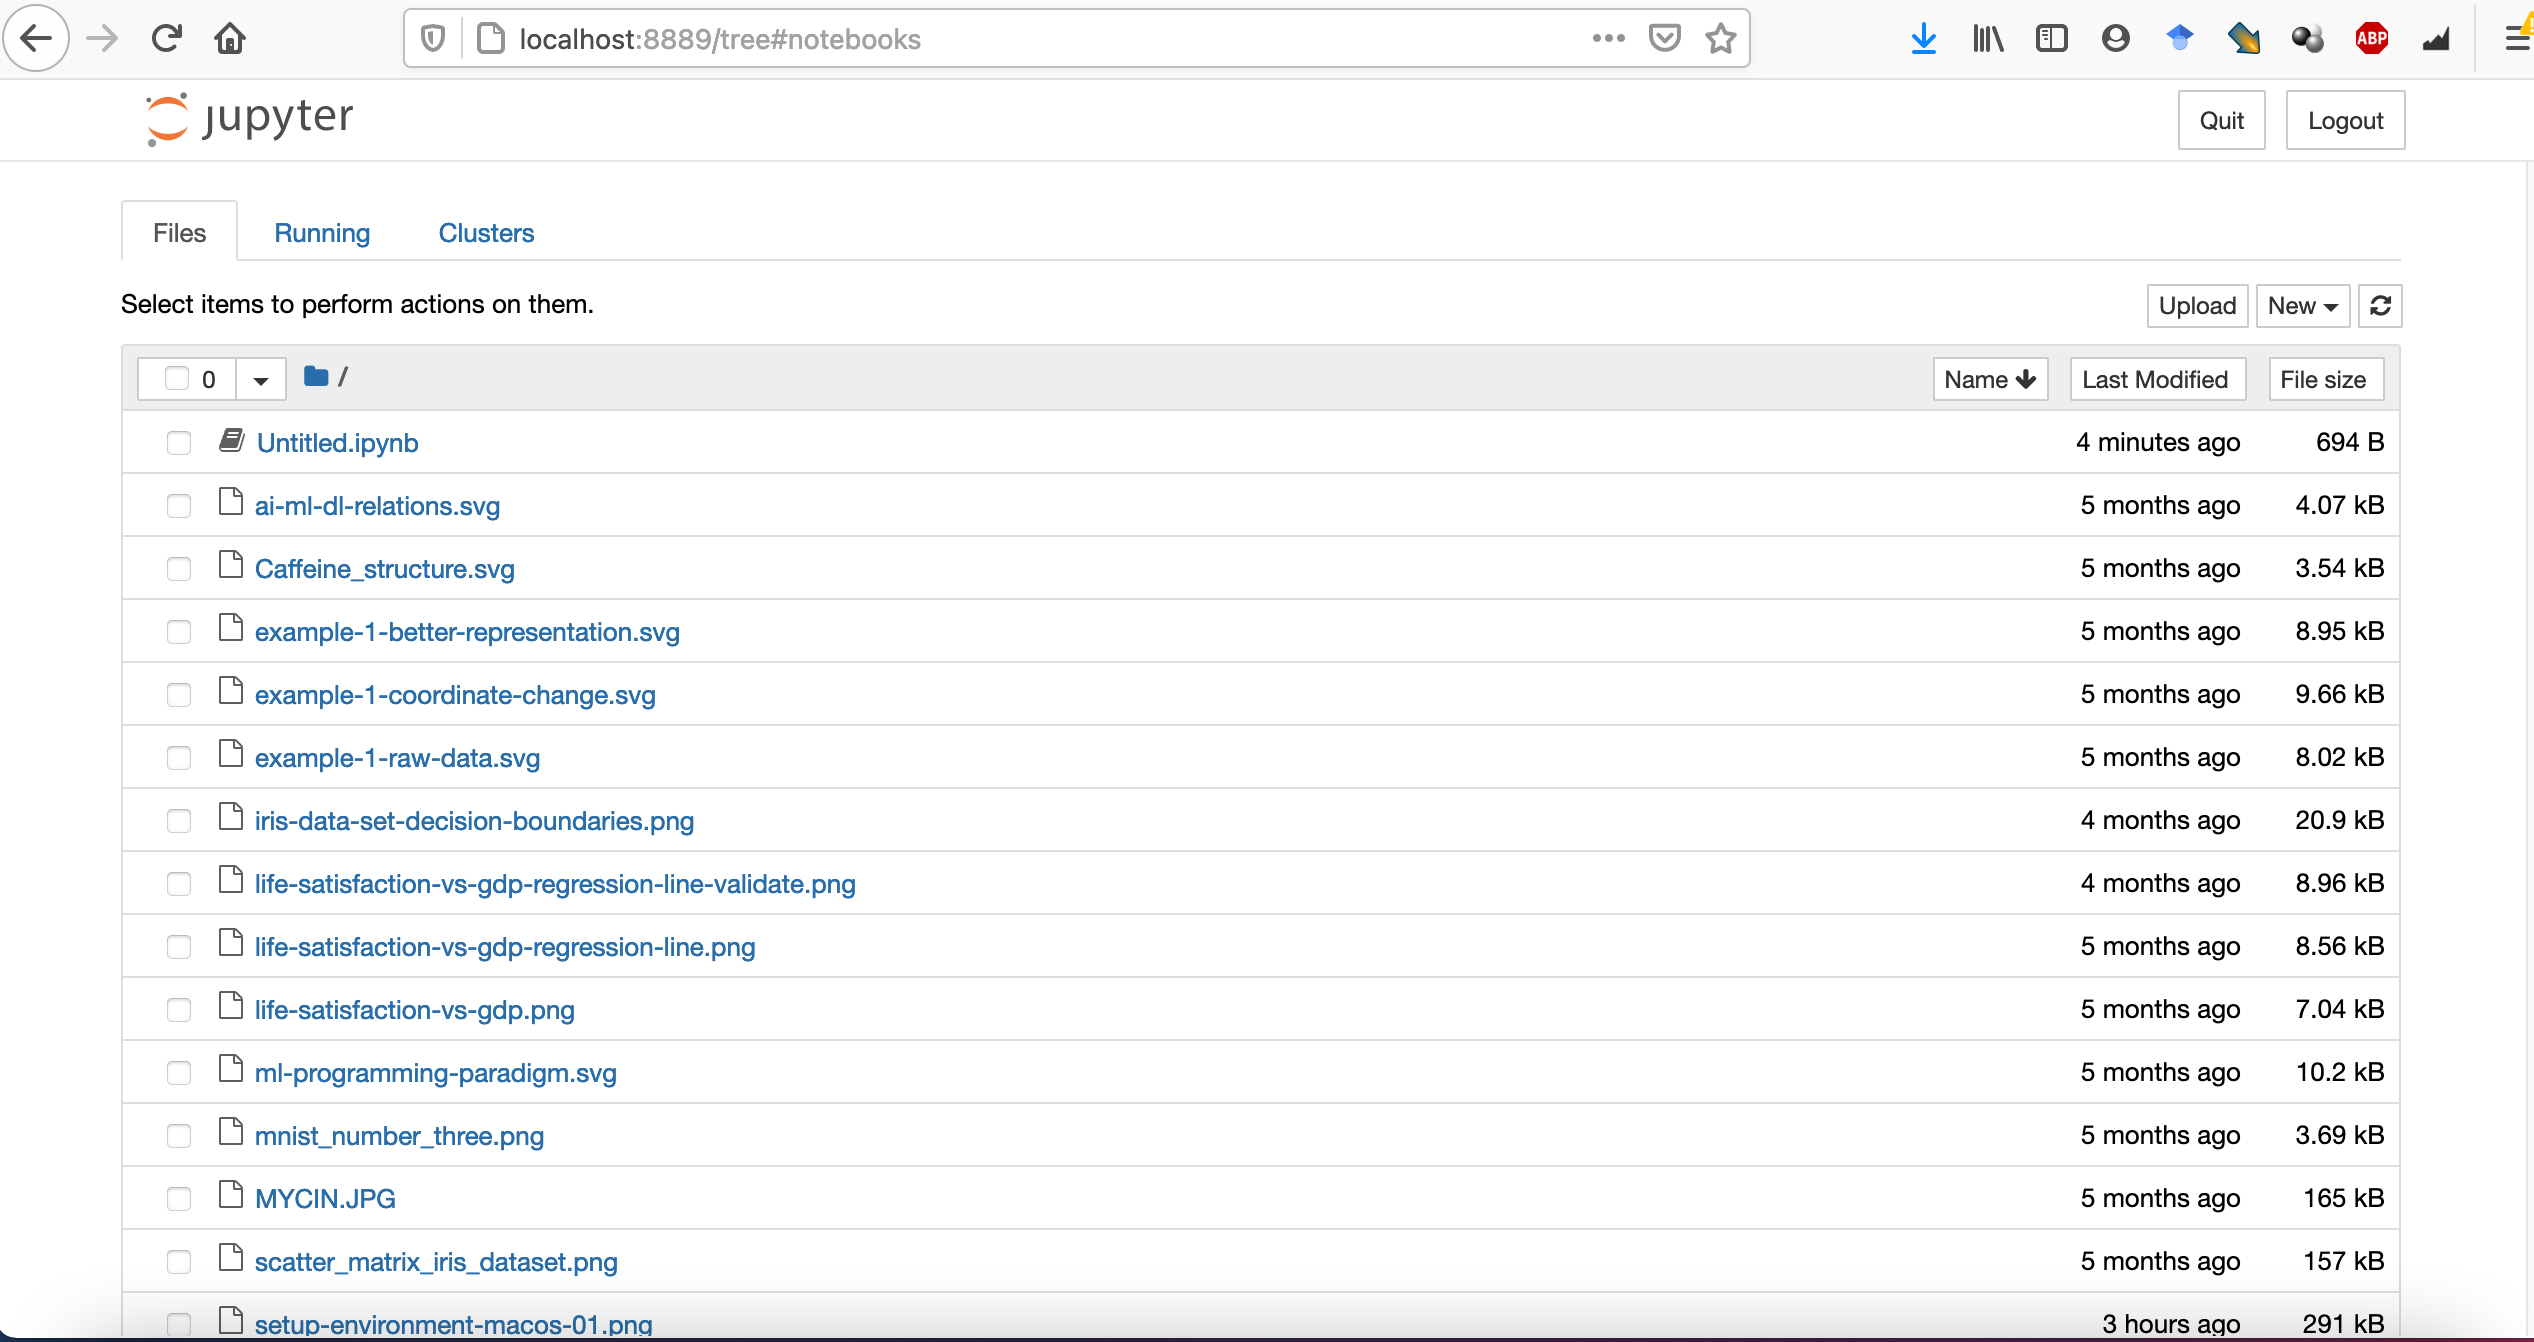 localhost:8889/tree#notebooks
ABP
jupyter
Quit Logout
Files Running Clusters
Select items to perform actions on them.
Upload New
0 / Name Last Modified File size
Untitled.ipynb 4 minutes ago 694 B
ai-ml-dl-relations.svg 5 months ago 4.07 kB
Caffeine_structure.svg 5 months ago 3.54 kB
example-1-better-representation.svg 5 months ago 8.95 kB
example-1-coordinate-change.svg 5 months ago 9.66 kB
example-1-raw-data.svg 5 months ago 8.02 kB
iris-data-set-decision-boundaries.png 4 months ago 20.9 kB
life-satisfaction-vs-gdp-regression-line-validate.png 4 months ago 8.96 kB
life-satisfaction-vs-gdp-regression-line.png 5 months ago 8.56 kB
life-satisfaction-vs-gdp.png 5 months ago 7.04 kB
ml-programming-paradigm.svg 5 months ago 10.2 kB
mnist_number_three.png 5 months ago 3.69 kB
MYCIN.JPG 5 months ago 165 kB
scatter_matrix_iris_dataset.png 5 months ago 157 kB
setup-environment-macos-01.png 3 hours ago 291 kB